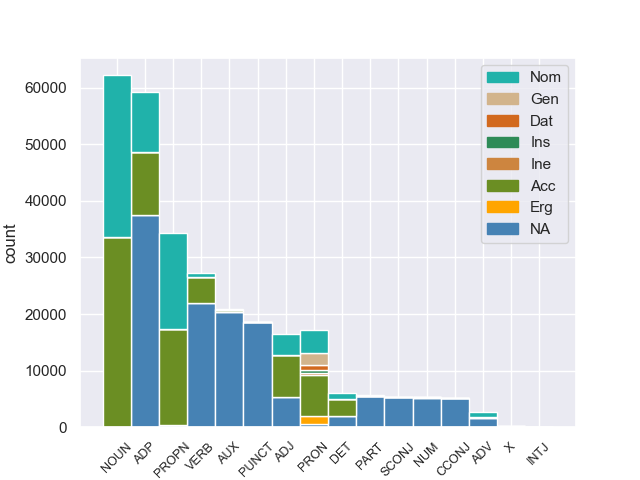 60000
50000
40000
30000
20000
10000
0
count
NOUN
ADP
PROPN
VERB
AUX
PUNCT
ADJ
PRON
DET
PART
SCONJ
NUM
CCONJ
ADV
X
INTJ
Nom
Gen
Dat
Ins
Ine
Acc
Erg
NA